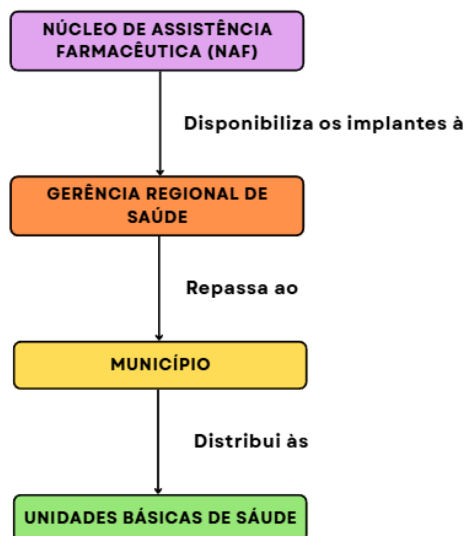 NÚCLEO DE ASSISTÊNCIA
FARMACÊUTICA (NAF)
Disponibiliza os implantes à
GERÊNCIA REGIONAL DE
SAÚDE
Repassa ao
MUNICÍPIO
Distribui às
UNIDADES BÁSICAS DE SÁUDE